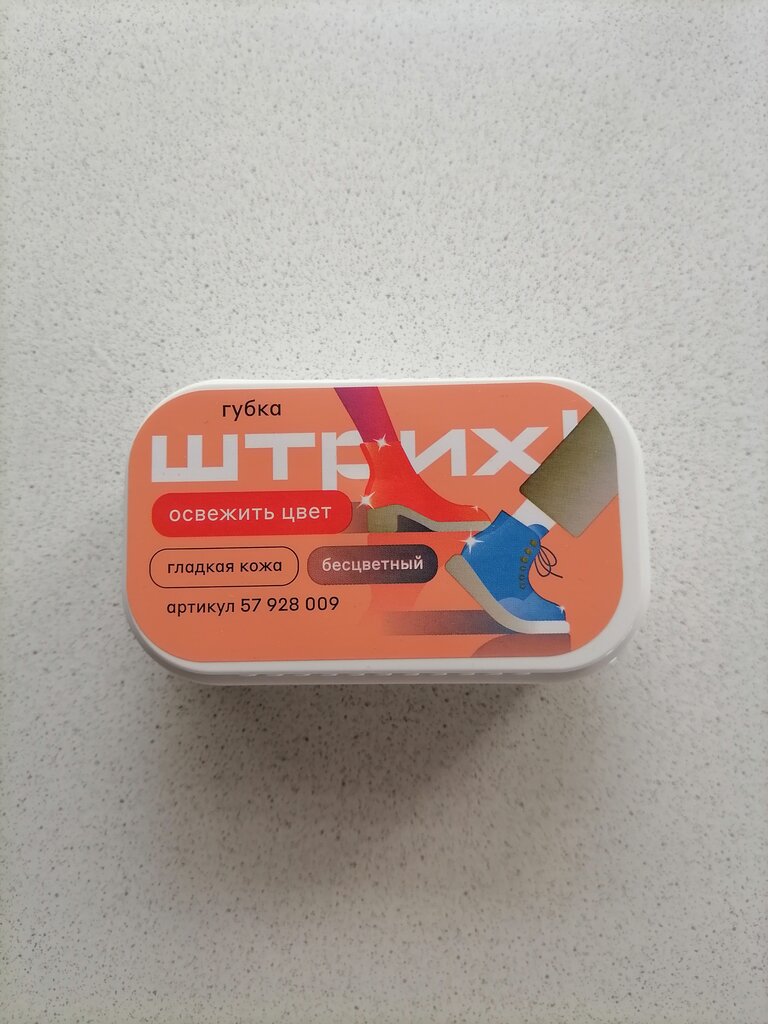 губка
штрих!
освежить цвет
гладкая кожа
бесцветный
артикул 57 928 009